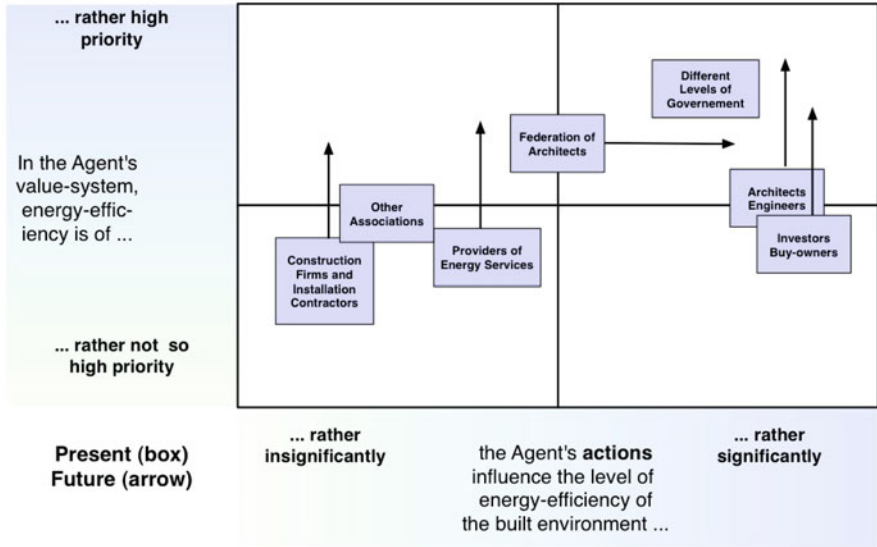 ... rather high
priority
In the Agent's
value-system,
energy-effic-
iency is of ...
... rather not so
high priority
Different
Levels of
Governement
Federation of
Architects
Architects
Engineers
Other
Associations
Investors
Buy-owners
Providers of
Energy Services
Construction
Firms and
Installation
Contractors
Present (box)
Future (arrow)
... rather
insignificantly
the Agent's actions
influence the level of
energy-efficiency of
the built environment ...
... rather
significantly